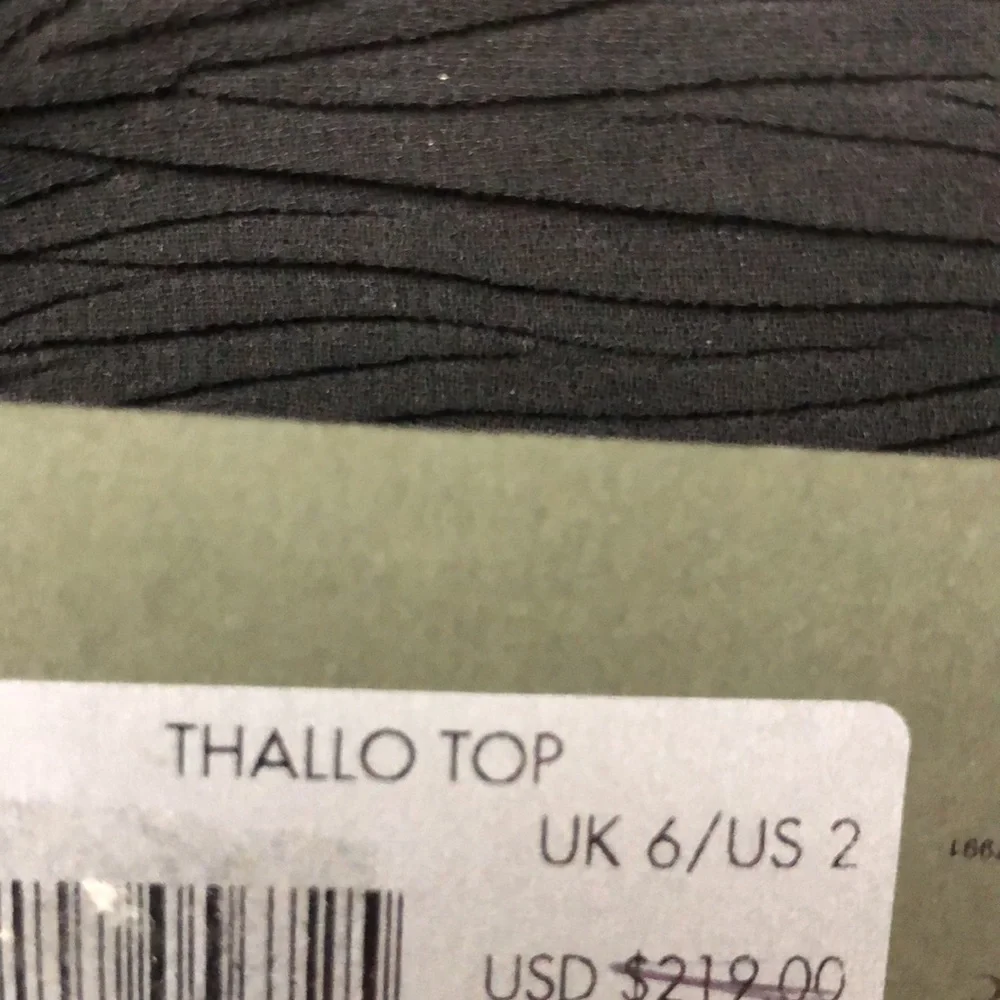 THALLO TOP
UK 6/US 2
USD $219.00